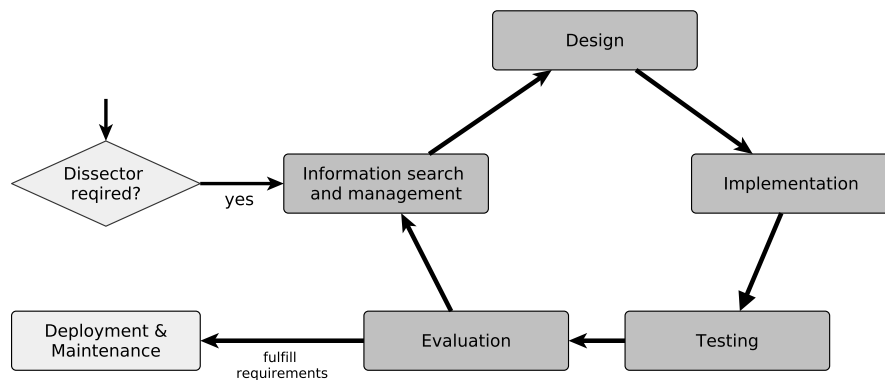 Design
Dissector
reqired?
yes
Information search
and management
Implementation
Deployment &
Maintenance
fulfill
requirements
Evaluation
Testing